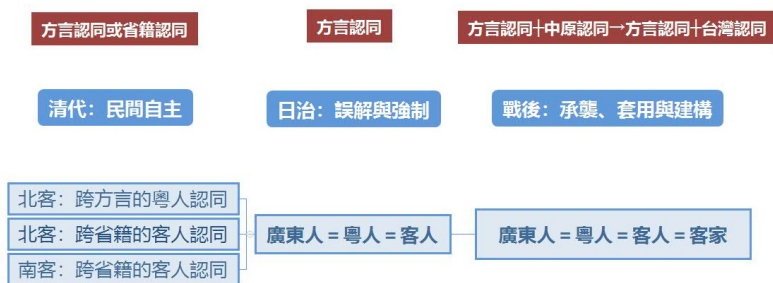 方言認同或省籍認同
方言認同
方言認同+中原認同→方言認同+台灣認同
清代：民間自主
日治：誤解與強制
戰後：承襲、套用與建構
北客：跨方言的粵人認同
北客：跨省籍的客人認同
南客：跨省籍的客人認同
廣東人=粵人=客人
廣東人=粵人=客人=客家